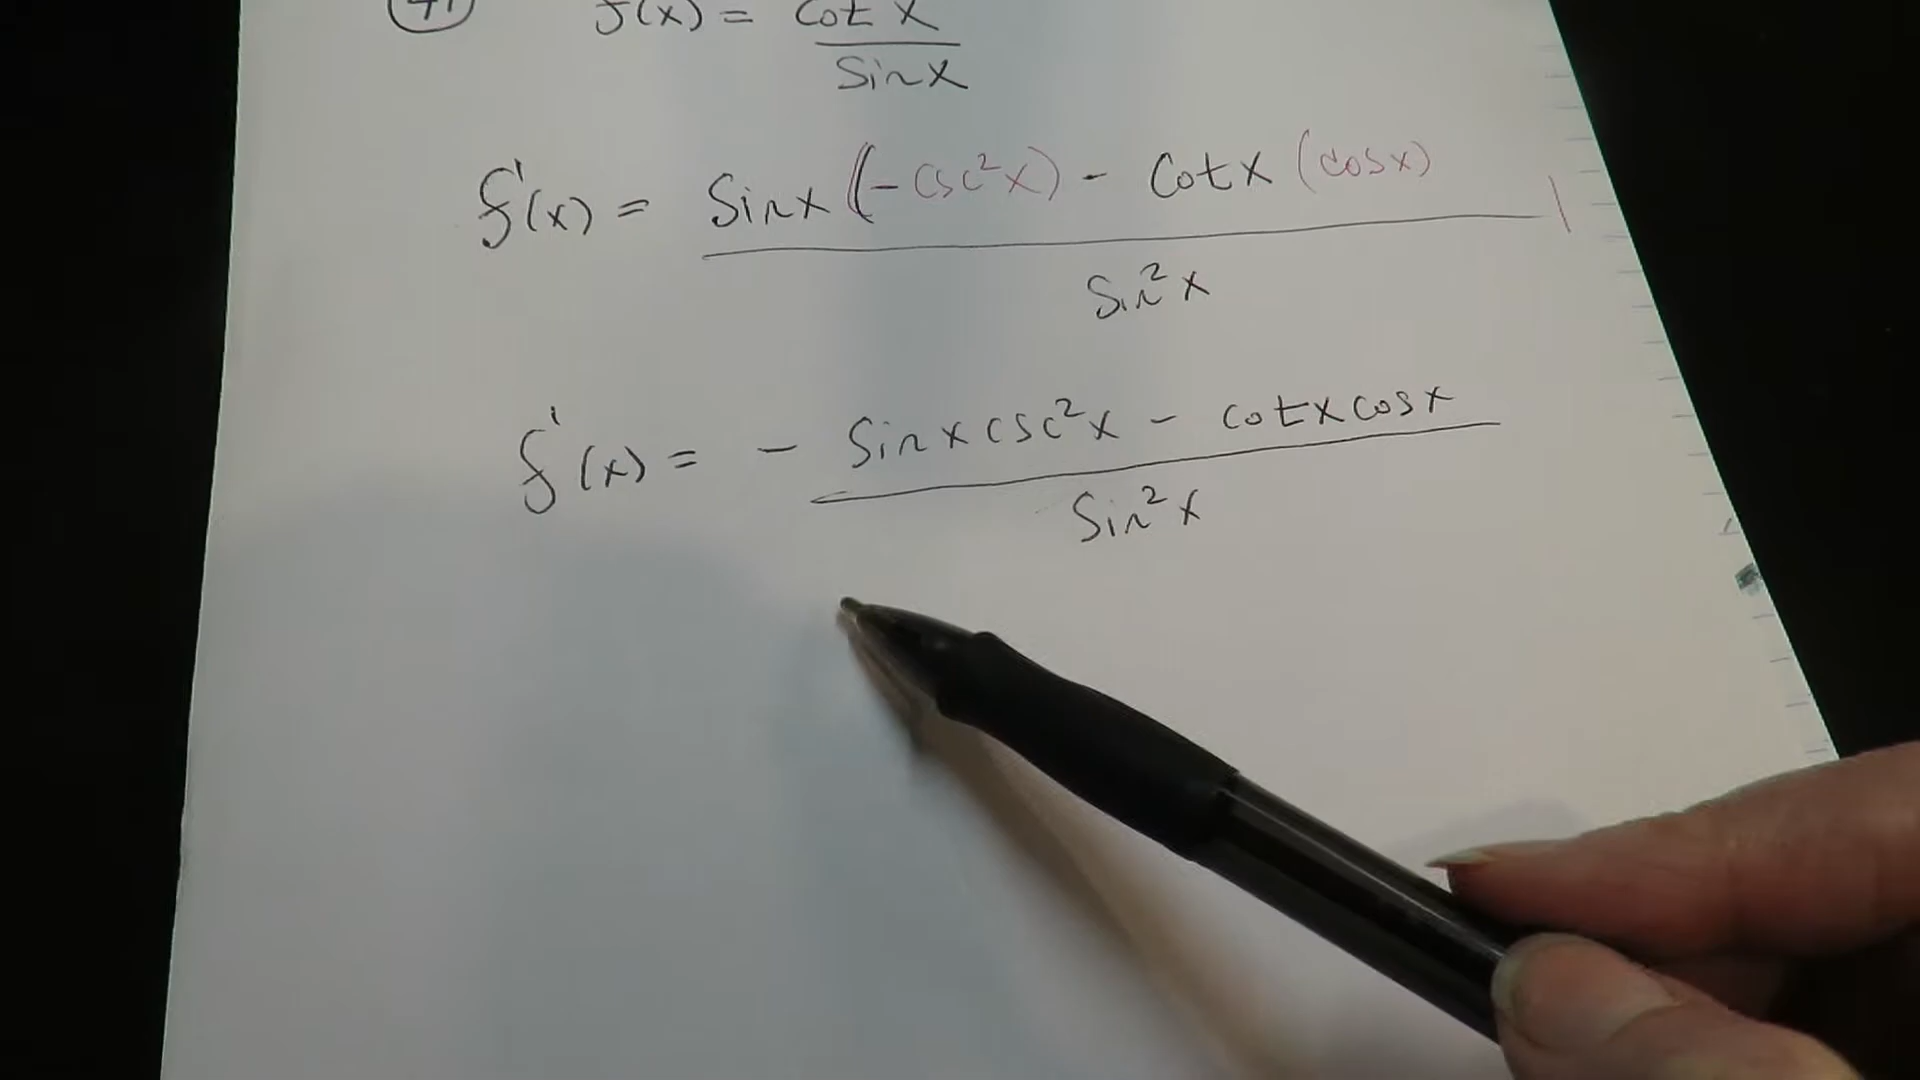 f(x) = cot x
sin x
f'(x) = sin x (-csc²x) - cot x (cos x)
sin²x
f'(x) = - sin x csc²x - cot x cos x
sin²x